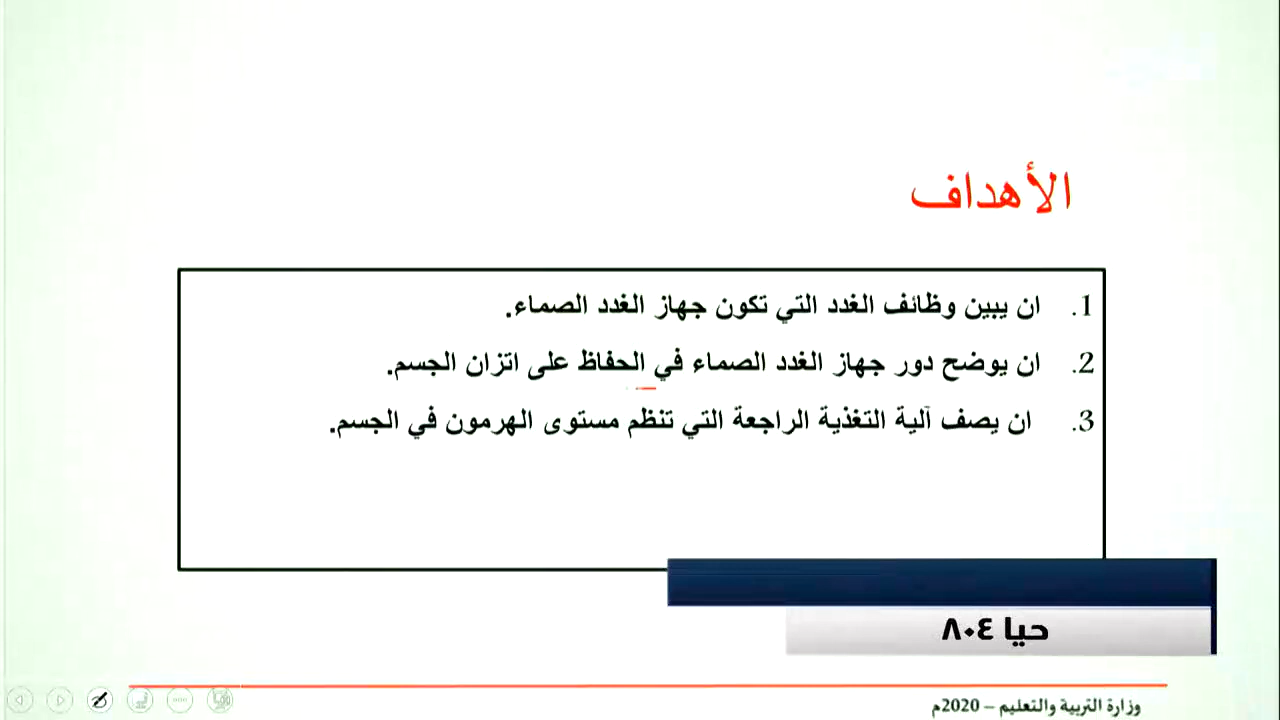 الأهداف
1. ان يبين وظائف الغدد التي تكون جهاز الغدد الصماء.
2. ان يوضح دور جهاز الغدد الصماء في الحفاظ على اتزان الجسم.
3. ان يصف آلية التغذية الراجعة التي تنظم مستوى الهرمون في الجسم.
حيا ٨٠٤
وزارة التربية والتعليم – 2020م